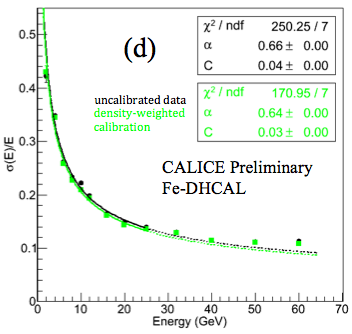 (d)
χ² / ndf 250.25 / 7
α 0.66 ± 0.00
C 0.04 ± 0.00
χ² / ndf 170.95 / 7
α 0.64 ± 0.00
C 0.03 ± 0.00
uncalibrated data
density-weighted
calibration
CALICE Preliminary
Fe-DHCAL
σ(E)/E
0.5
0.4
0.3
0.2
0.1
0
0 10 20 30 40 50 60 70
Energy (GeV)